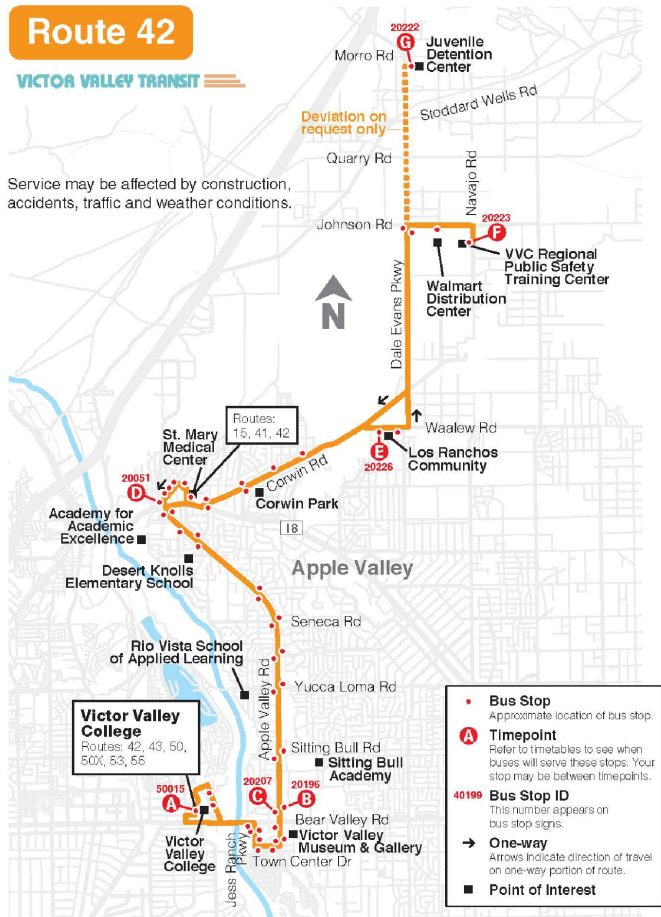 Route 42
VICTOR VALLEY TRANSIT
Service may be affected by construction,
accidents, traffic and weather conditions.
20222
G
Juvenile
Detention
Center
Morro Rd
Stoddard Wells Rd
Deviation on
request only
Quarry Rd
Navajo Rd
Johnson Rd
20223
F
VVC Regional
Public Safety
Training Center
Walmart
Distribution
Center
Dale Evans Pkwy
N
Waalew Rd
E
20226
Los Ranchos
Community
Routes:
15, 41, 42
St. Mary
Medical
Center
Corwin Rd
Corwin Park
20051
D
Academy for
Academic
Excellence
18
Desert Knolls
Elementary School
Apple Valley
Seneca Rd
Rio Vista School
of Applied Learning
Apple Valley Rd
Yucca Loma Rd
Victor Valley
College
Routes: 42, 43, 50,
50X, 53, 55
Sitting Bull Rd
Sitting Bull
Academy
50015
A
20207
C
20196
B
Victor
Valley
College
Bear Valley Rd
Victor Valley
Museum & Gallery
Jess Ranch
Pkwy
Town Center Dr
Bus Stop
Approximate location of bus stop.
A
Timepoint
Refer to timetables to see when
buses will serve these stops. Your
stop may be between timepoints.
40199
Bus Stop ID
This number appears on
bus stop signs.
One-way
Arrows indicate direction of travel
on one-way portion of route.
Point of Interest